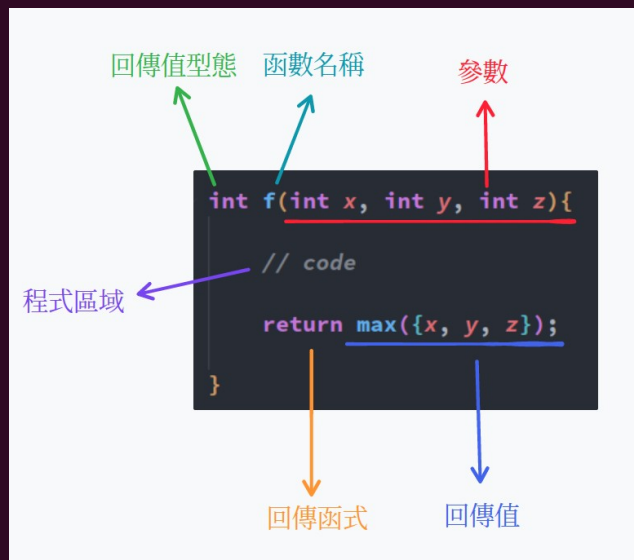 回傳值型態 函數名稱 參數
int f(int x, int y, int z){
// code
程式區域
return max({x, y, z});
}
回傳函式 回傳值